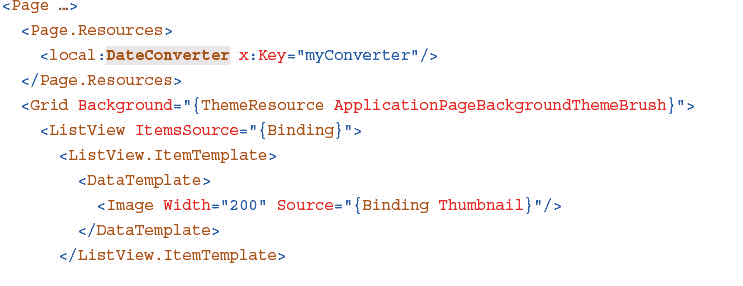 <Page …>
<Page.Resources>
<local:DateConverter x:Key="myConverter"/>
</Page.Resources>
<Grid Background="{ThemeResource ApplicationPageBackgroundThemeBrush}">
<ListView ItemsSource="{Binding}">
<ListView.ItemTemplate>
<DataTemplate>
<Image Width="200" Source="{Binding Thumbnail}"/>
</DataTemplate>
</ListView.ItemTemplate>